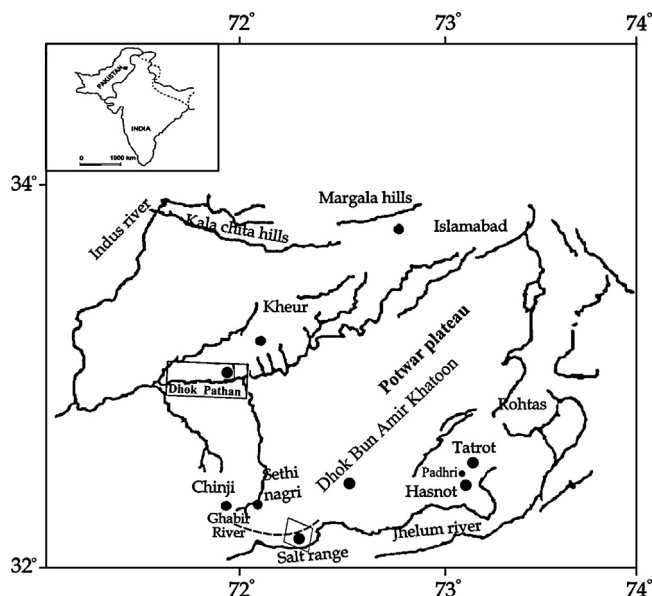 72° 73° 74°
PAKISTAN
INDIA
0 1000 km
34°
Margala hills
Islamabad
Indus river
Kala chita hills
Kheur
Potwar plateau
Dhok Pathan
Dhok Bun Amir Khatoon
Rohtas
Tatrot
Padhri
Hasnot
Chinji
Sethi
nagri
Ghabir
River
Jhelum river
Salt range
32°
72° 73° 74°